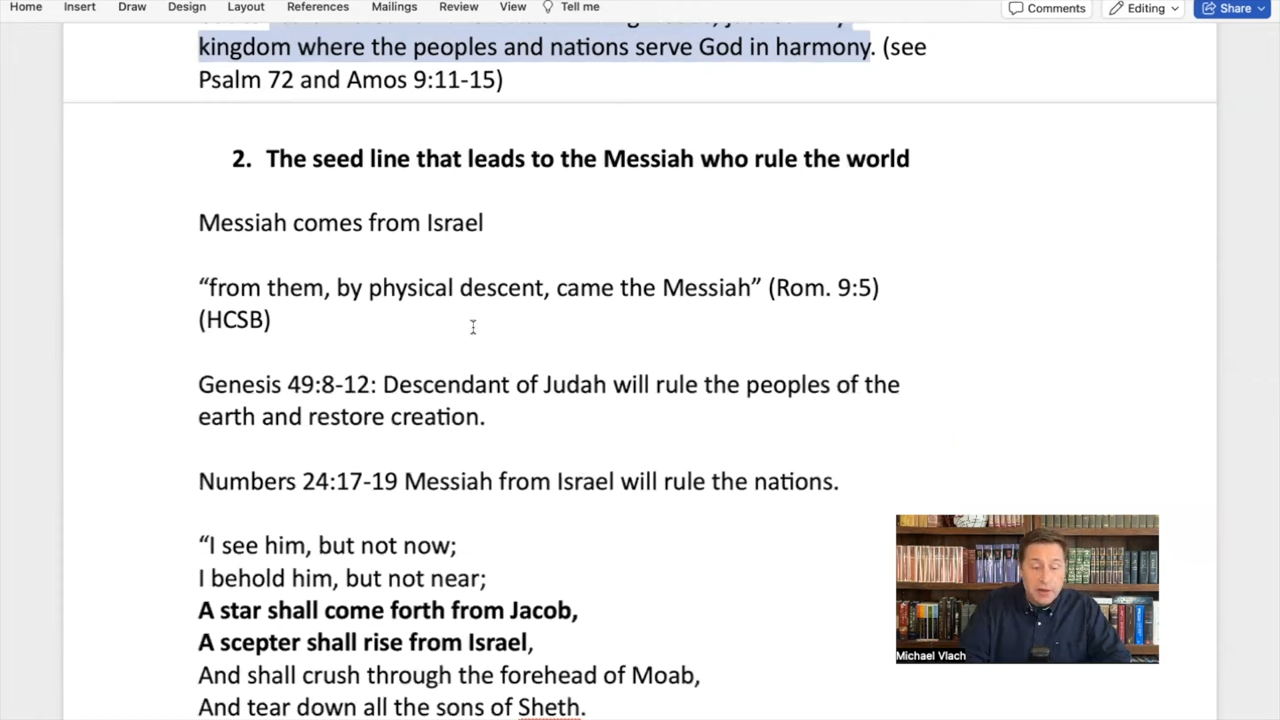 Home Insert Draw Design Layout References Mailings Review View Tell me Comments Editing Share
kingdom where the peoples and nations serve God in harmony. (see
Psalm 72 and Amos 9:11-15)
2. The seed line that leads to the Messiah who rule the world
Messiah comes from Israel
“from them, by physical descent, came the Messiah” (Rom. 9:5)
(HCSB)
Genesis 49:8-12: Descendant of Judah will rule the peoples of the
earth and restore creation.
Numbers 24:17-19 Messiah from Israel will rule the nations.
“I see him, but not now;
I behold him, but not near;
A star shall come forth from Jacob,
A scepter shall rise from Israel,
And shall crush through the forehead of Moab,
And tear down all the sons of Sheth.
Michael Vlach